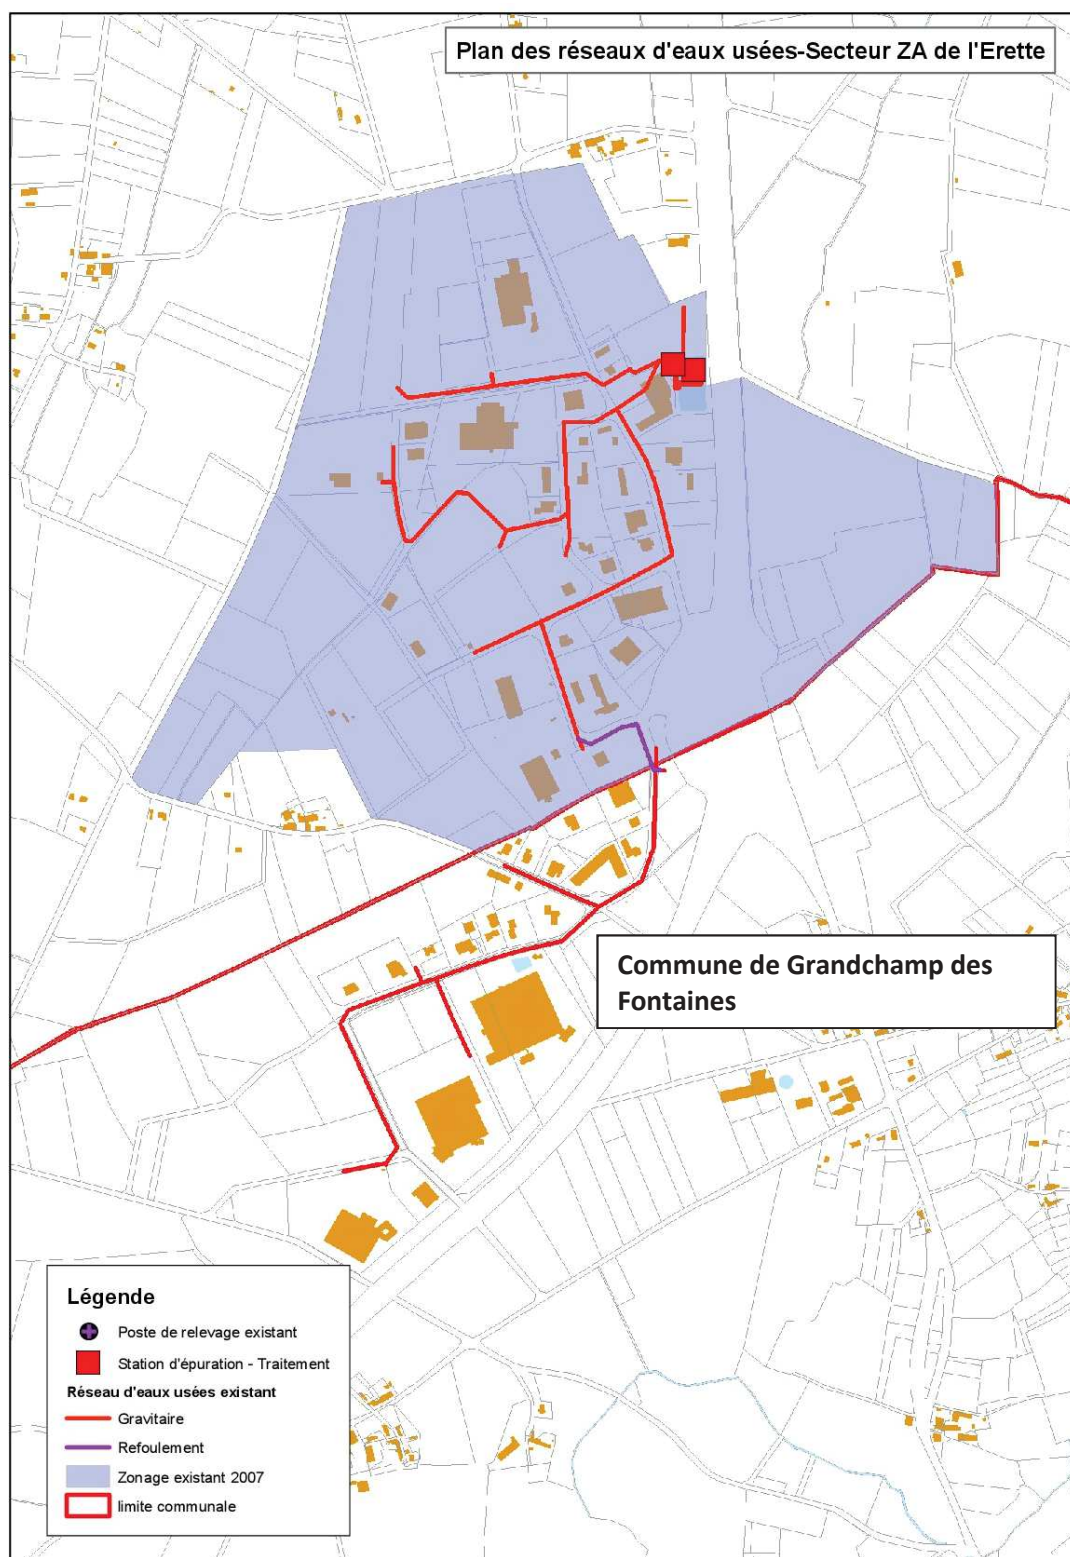 Plan des réseaux d'eaux usées-Secteur ZA de l'Erette
Commune de Grandchamp des
Fontaines
Légende
Poste de relevage existant
Station d'épuration - Traitement
Réseau d'eaux usées existant
Gravitaire
Refoulement
Zonage existant 2007
limite communale